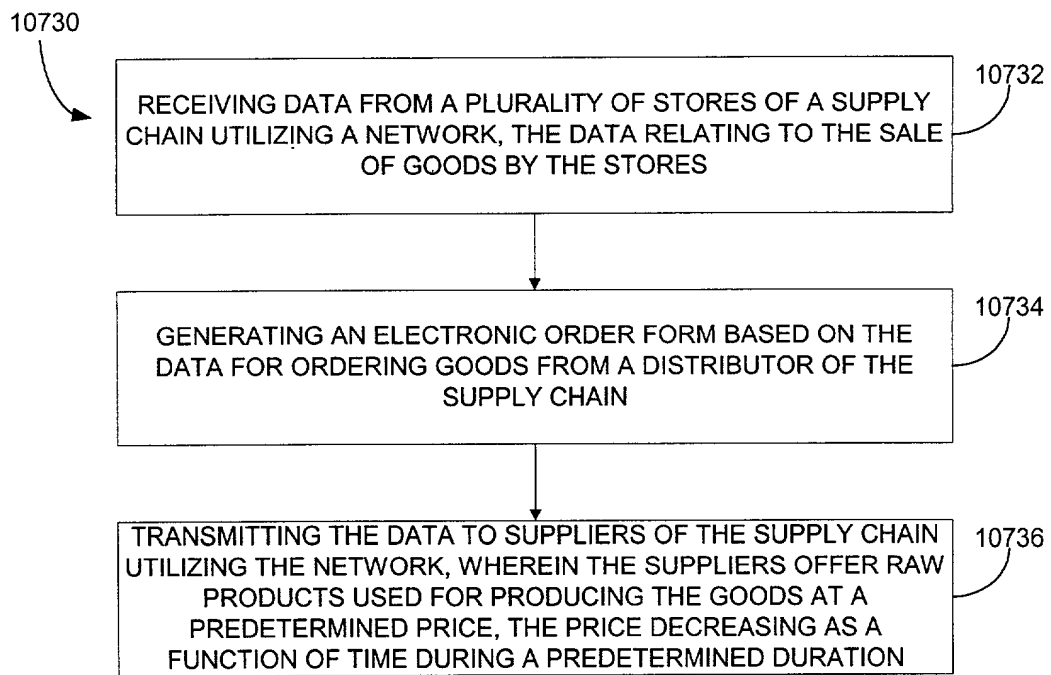 10730
RECEIVING DATA FROM A PLURALITY OF STORES OF A SUPPLY
CHAIN UTILIZING A NETWORK, THE DATA RELATING TO THE SALE
OF GOODS BY THE STORES
10732
GENERATING AN ELECTRONIC ORDER FORM BASED ON THE
DATA FOR ORDERING GOODS FROM A DISTRIBUTOR OF THE
SUPPLY CHAIN
10734
TRANSMITTING THE DATA TO SUPPLIERS OF THE SUPPLY CHAIN
UTILIZING THE NETWORK, WHEREIN THE SUPPLIERS OFFER RAW
PRODUCTS USED FOR PRODUCING THE GOODS AT A
PREDETERMINED PRICE, THE PRICE DECREASING AS A
FUNCTION OF TIME DURING A PREDETERMINED DURATION
10736